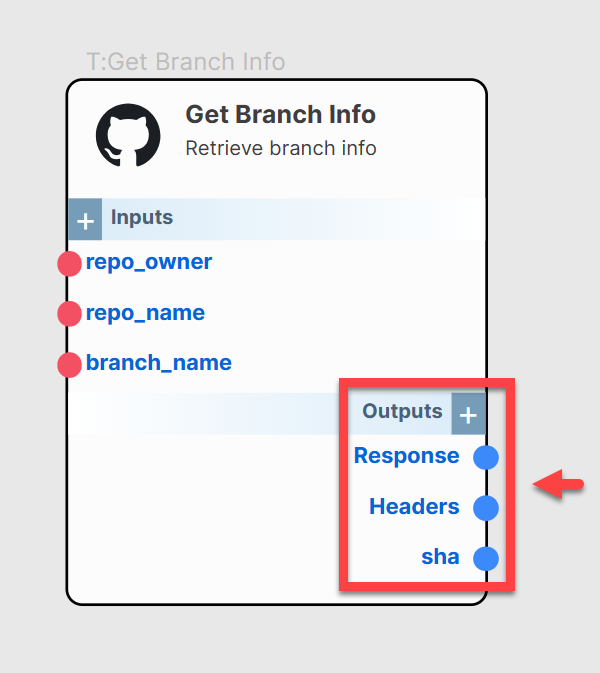 T:Get Branch Info
Get Branch Info
Retrieve branch info
+ Inputs
repo_owner
repo_name
branch_name
Outputs +
Response
Headers
sha